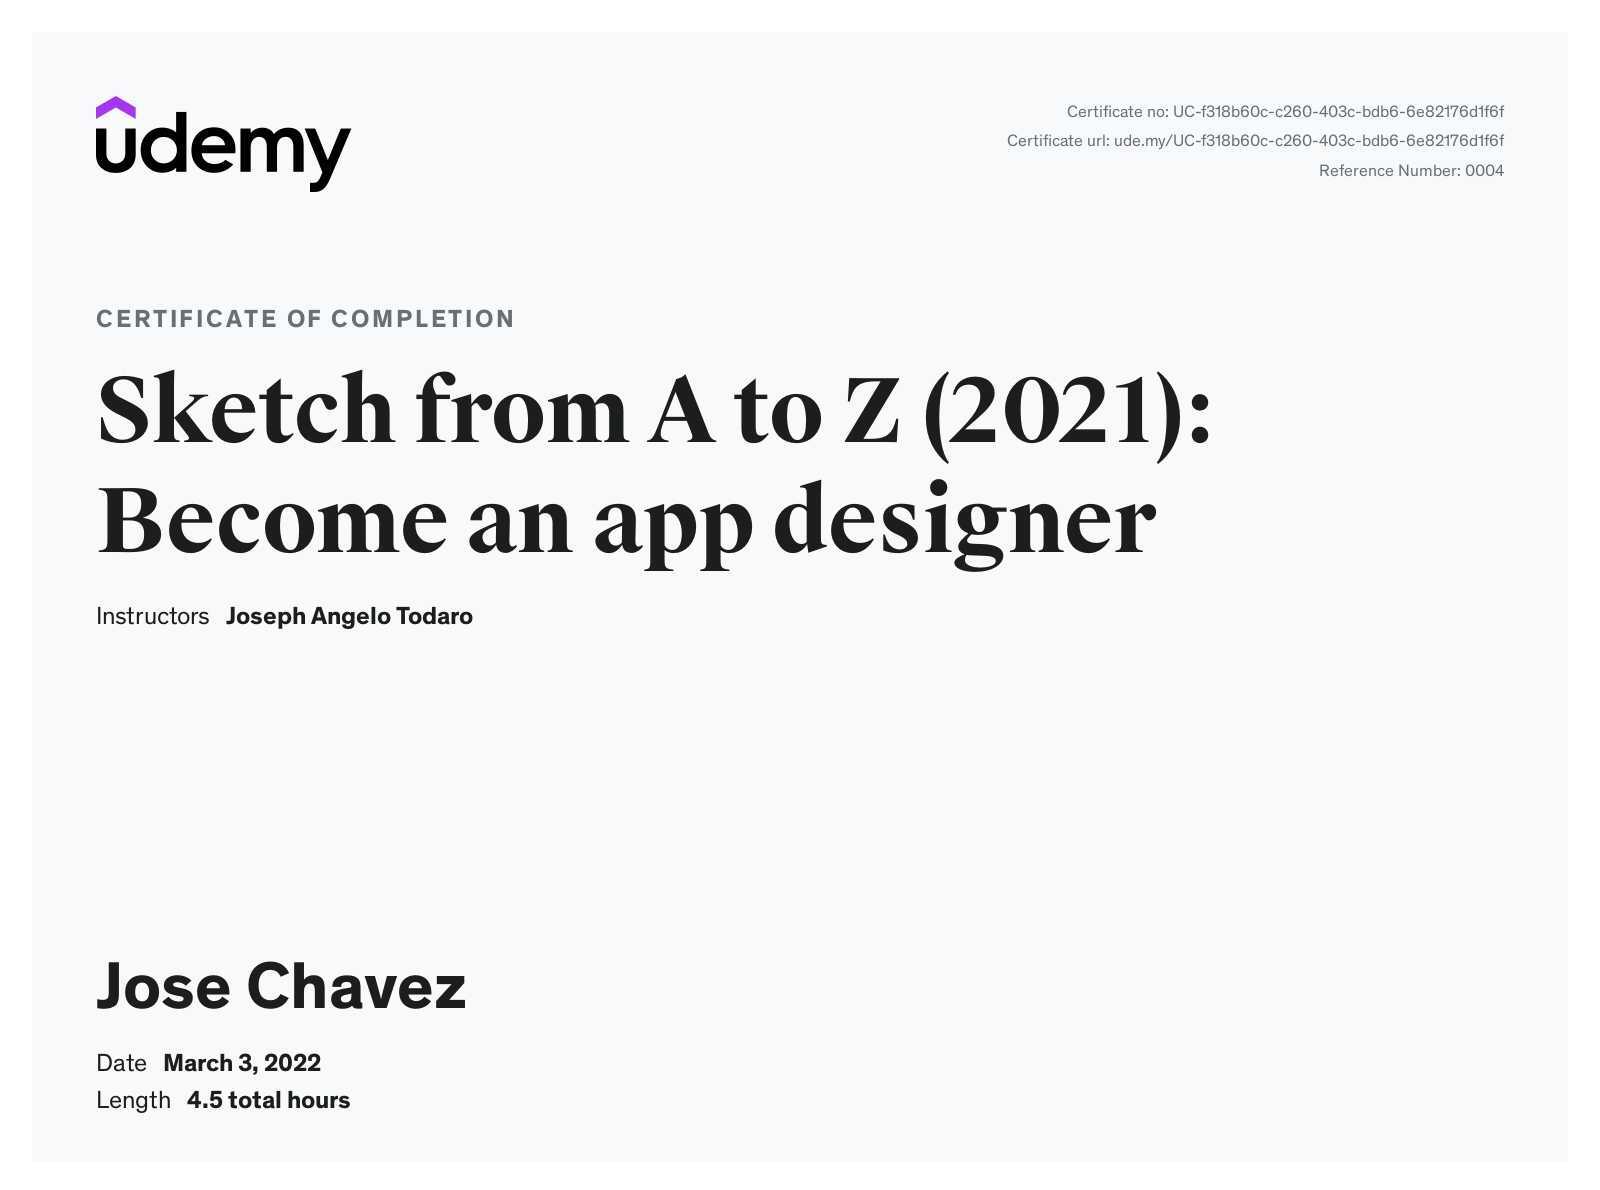 udemy
Certificate no: UC-f318b60c-c260-403c-bdb6-6e82176d1f6f
Certificate url: ude.my/UC-f318b60c-c260-403c-bdb6-6e82176d1f6f
Reference Number: 0004
CERTIFICATE OF COMPLETION
Sketch from A to Z (2021):
Become an app designer
Instructors Joseph Angelo Todaro
Jose Chavez
Date March 3, 2022
Length 4.5 total hours